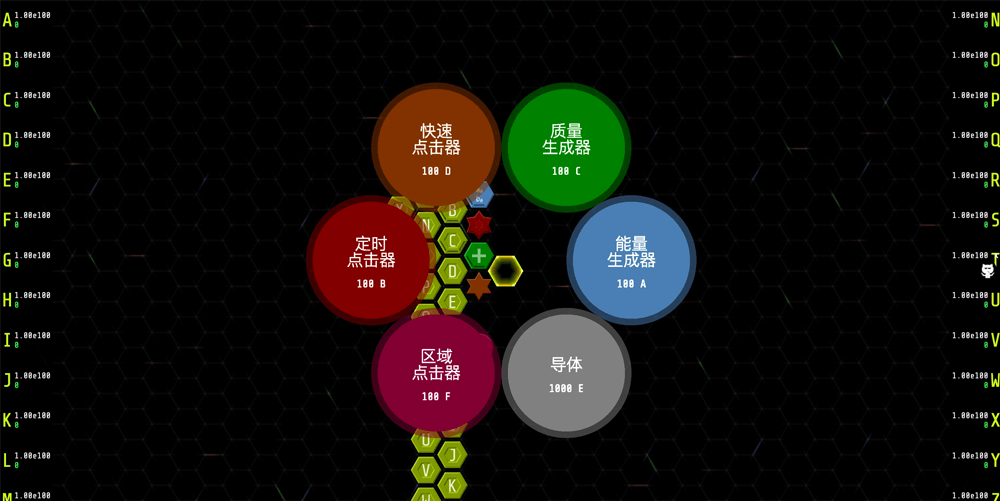 A 1.00e100
0
B 1.00e100
0
C 1.00e100
0
D 1.00e100
0
E 1.00e100
0
F 1.00e100
0
G 1.00e100
0
H 1.00e100
0
I 1.00e100
0
J 1.00e100
0
K 1.00e100
0
L 1.00e100
0
M 1.00e100
快速
点击器
100 D
质量
生成器
100 C
定时
点击器
100 B
能量
生成器
100 A
区域
点击器
100 F
导体
1000 E
B
N
C
D
E
U
J
V
K
1.00e100 N
0
1.00e100 O
0
1.00e100 P
0
1.00e100 Q
0
1.00e100 R
0
1.00e100 S
0
1.00e100 T
0
1.00e100 U
0
1.00e100 V
0
1.00e100 W
0
1.00e100 X
0
1.00e100 Y
0
1.00e100 Z